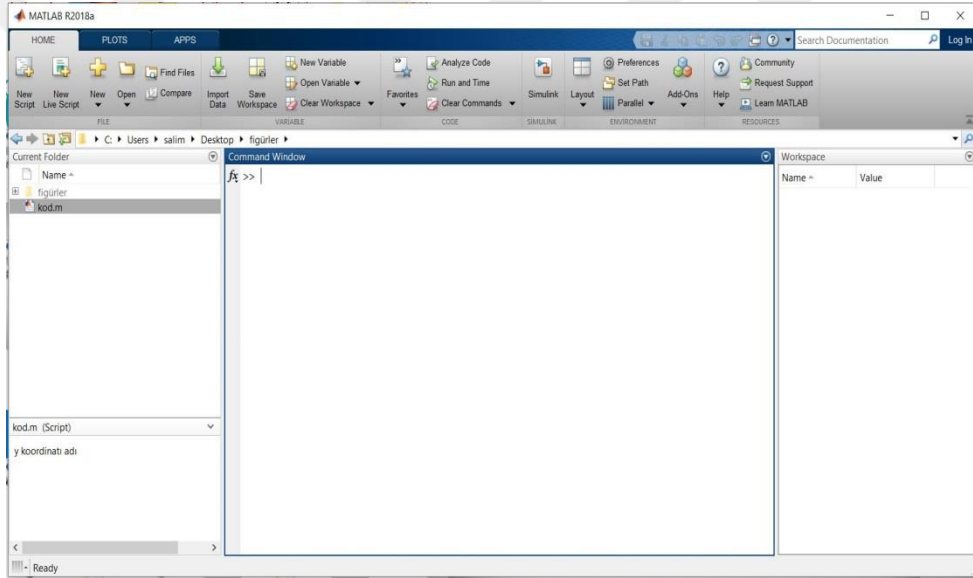 MATLAB R2018a
HOME PLOTS APPS Search Documentation Log In
New Script
New Live Script
New
Open
Find Files
Compare
Import Data
Save Workspace
New Variable
Open Variable
Clear Workspace
Favorites
Analyze Code
Run and Time
Clear Commands
Simulink
Layout
Preferences
Set Path
Parallel
Add-Ons
Help
Community
Request Support
Learn MATLAB
FILE VARIABLE CODE SIMULINK ENVIRONMENT RESOURCES
C: Users salim Desktop figürler
Current Folder
Name
figürler
kod.m
kod.m (Script)
y koordinatı adı
Command Window
fx >>
Workspace
Name Value
Ready